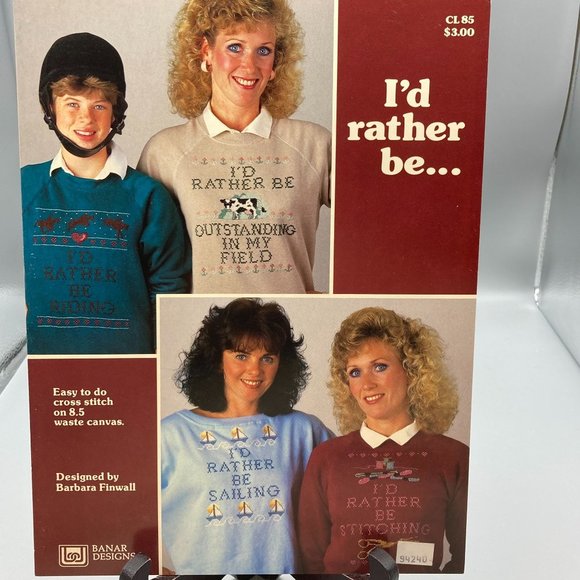 CL 85
$3.00
I'd
rather
be...
I'D
RATHER BE
OUTSTANDING
IN MY
FIELD
I'D
RATHER
BE
RIDING
Easy to do
cross stitch
on 8.5
waste canvas.
Designed by
Barbara Finwall
BANAR
DESIGNS
I'D
RATHER
BE
SAILING
I'D
RATHER
BE
STITCHING
94240